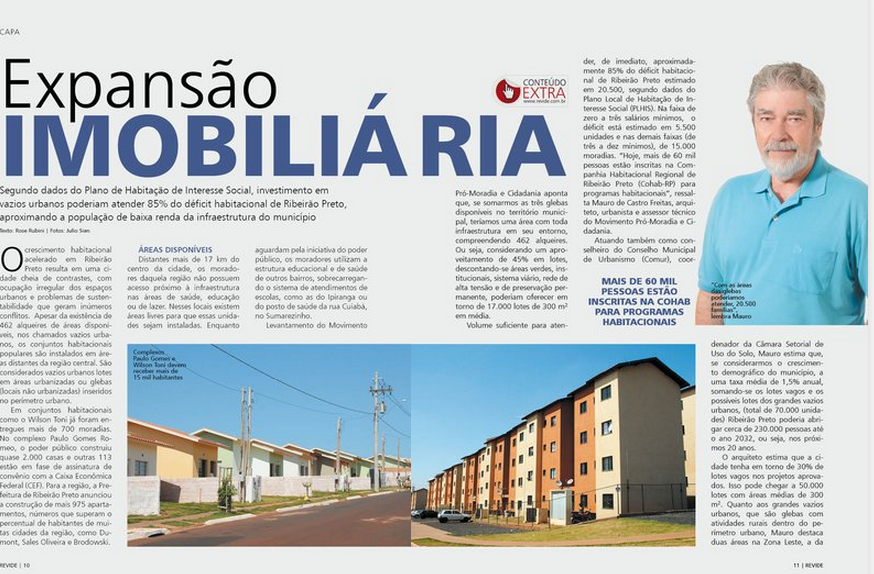 CAPA
Expansão
IMOBILIÁRIA
CONTEÚDO
EXTRA
www.revide.com.br
Segundo dados do Plano de Habitação de Interesse Social, investimento em
vazios urbanos poderiam atender 85% do déficit habitacional de Ribeirão Preto,
aproximando a população de baixa renda da infraestrutura do município
Texto: Rose Rubini | Fotos: Julio Sian
O crescimento habitacional
acelerado em Ribeirão
Preto resulta em uma ci-
dade cheia de contrastes, com
ocupação irregular dos espaços
urbanos e problemas de susten-
tabilidade que geram inúmeros
conflitos. Apesar da existência de
462 alqueires de áreas disponí-
veis, nos chamados vazios urba-
nos, os conjuntos habitacionais
populares são instalados em áre-
as distantes da região central. São
considerados vazios urbanos lotes
em áreas urbanizadas ou glebas
(locais não urbanizados) inseridos
no perímetro urbano.
Em conjuntos habitacionais
como o Wilson Toni já foram en-
tregues mais de 700 moradias.
No complexo Paulo Gomes Ro-
meo, o poder público construiu
quase 2.000 casas e outras 113
estão em fase de assinatura de
convênio com a Caixa Econômica
Federal (CEF). Para a região, a Pre-
feitura de Ribeirão Preto anunciou
a construção de mais 975 aparta-
mentos, números que superam o
percentual de habitantes de mui-
tas cidades da região, como Du-
mont, Sales Oliveira e Brodowski.
ÁREAS DISPONÍVEIS
Distantes mais de 17 km do
centro da cidade, os morado-
res daquela região não possuem
acesso próximo à infraestrutura
nas áreas de saúde, educação
ou de lazer. Nesses locais existem
áreas livres para que essas unida-
des sejam instaladas. Enquanto
aguardam pela iniciativa do poder
público, os moradores utilizam a
estrutura educacional e de saúde
de outros bairros, sobrecarregan-
do o sistema de atendimentos de
escolas, como as do Ipiranga ou
do posto de saúde da rua Cuiabá,
no Sumarezinho.
Levantamento do Movimento
Complexos
Paulo Gomes e
Wilson Toni devem
receber mais de
15 mil habitantes
Pró-Moradia e Cidadania aponta
que, se somarmos as três glebas
disponíveis no território munici-
pal, teríamos uma área com toda
infraestrutura em seu entorno,
compreendendo 462 alqueires.
Ou seja, considerando um apro-
veitamento de 45% em lotes,
descontando-se áreas verdes, ins-
titucionais, sistema viário, rede de
alta tensão e de preservação per-
manente, poderiam oferecer em
torno de 17.000 lotes de 300 m²
em média.
Volume suficiente para aten-
der, de imediato, aproximada-
mente 85% do déficit habitacio-
nal de Ribeirão Preto estimado
em 20.500, segundo dados do
Plano Local de Habitação de In-
teresse Social (PLHIS). Na faixa de
zero a três salários mínimos, o
déficit está estimado em 5.500
unidades e nas demais faixas (de
três a dez mínimos), de 15.000
moradias. "Hoje, mais de 60 mil
pessoas estão inscritas na Com-
panhia Habitacional Regional de
Ribeirão Preto (Cohab-RP) para
programas habitacionais", ressal-
ta Mauro de Castro Freitas, arqui-
teto, urbanista e assessor técnico
do Movimento Pró-Moradia e Ci-
dadania.
Atuando também como con-
selheiro do Conselho Municipal
de Urbanismo (Comur), coor-
MAIS DE 60 MIL
PESSOAS ESTÃO
INSCRITAS NA COHAB
PARA PROGRAMAS
HABITACIONAIS
"Com as áreas
das glebas
poderíamos
atender, 20.500
famílias",
lembra Mauro
denador da Câmara Setorial de
Uso do Solo, Mauro estima que,
se considerarmos o crescimen-
to demográfico do município, a
uma taxa média de 1,5% anual,
somando-se os lotes vagos e os
possíveis lotes dos grandes vazios
urbanos, (total de 70.000 unida-
des) Ribeirão Preto poderia abri-
gar cerca de 230.000 pessoas até
o ano 2032, ou seja, nos próxi-
mos 20 anos.
O arquiteto estima que a ci-
dade tenha em torno de 30% de
lotes vagos nos projetos aprova-
dos. Isso pode chegar a 50.000
lotes com áreas médias de 300
m². Quanto aos grandes vazios
urbanos, que são glebas com
atividades rurais dentro do pe-
rímetro urbano, Mauro destaca
duas áreas na Zona Leste, a da
REVIDE | 10
11 | REVIDE